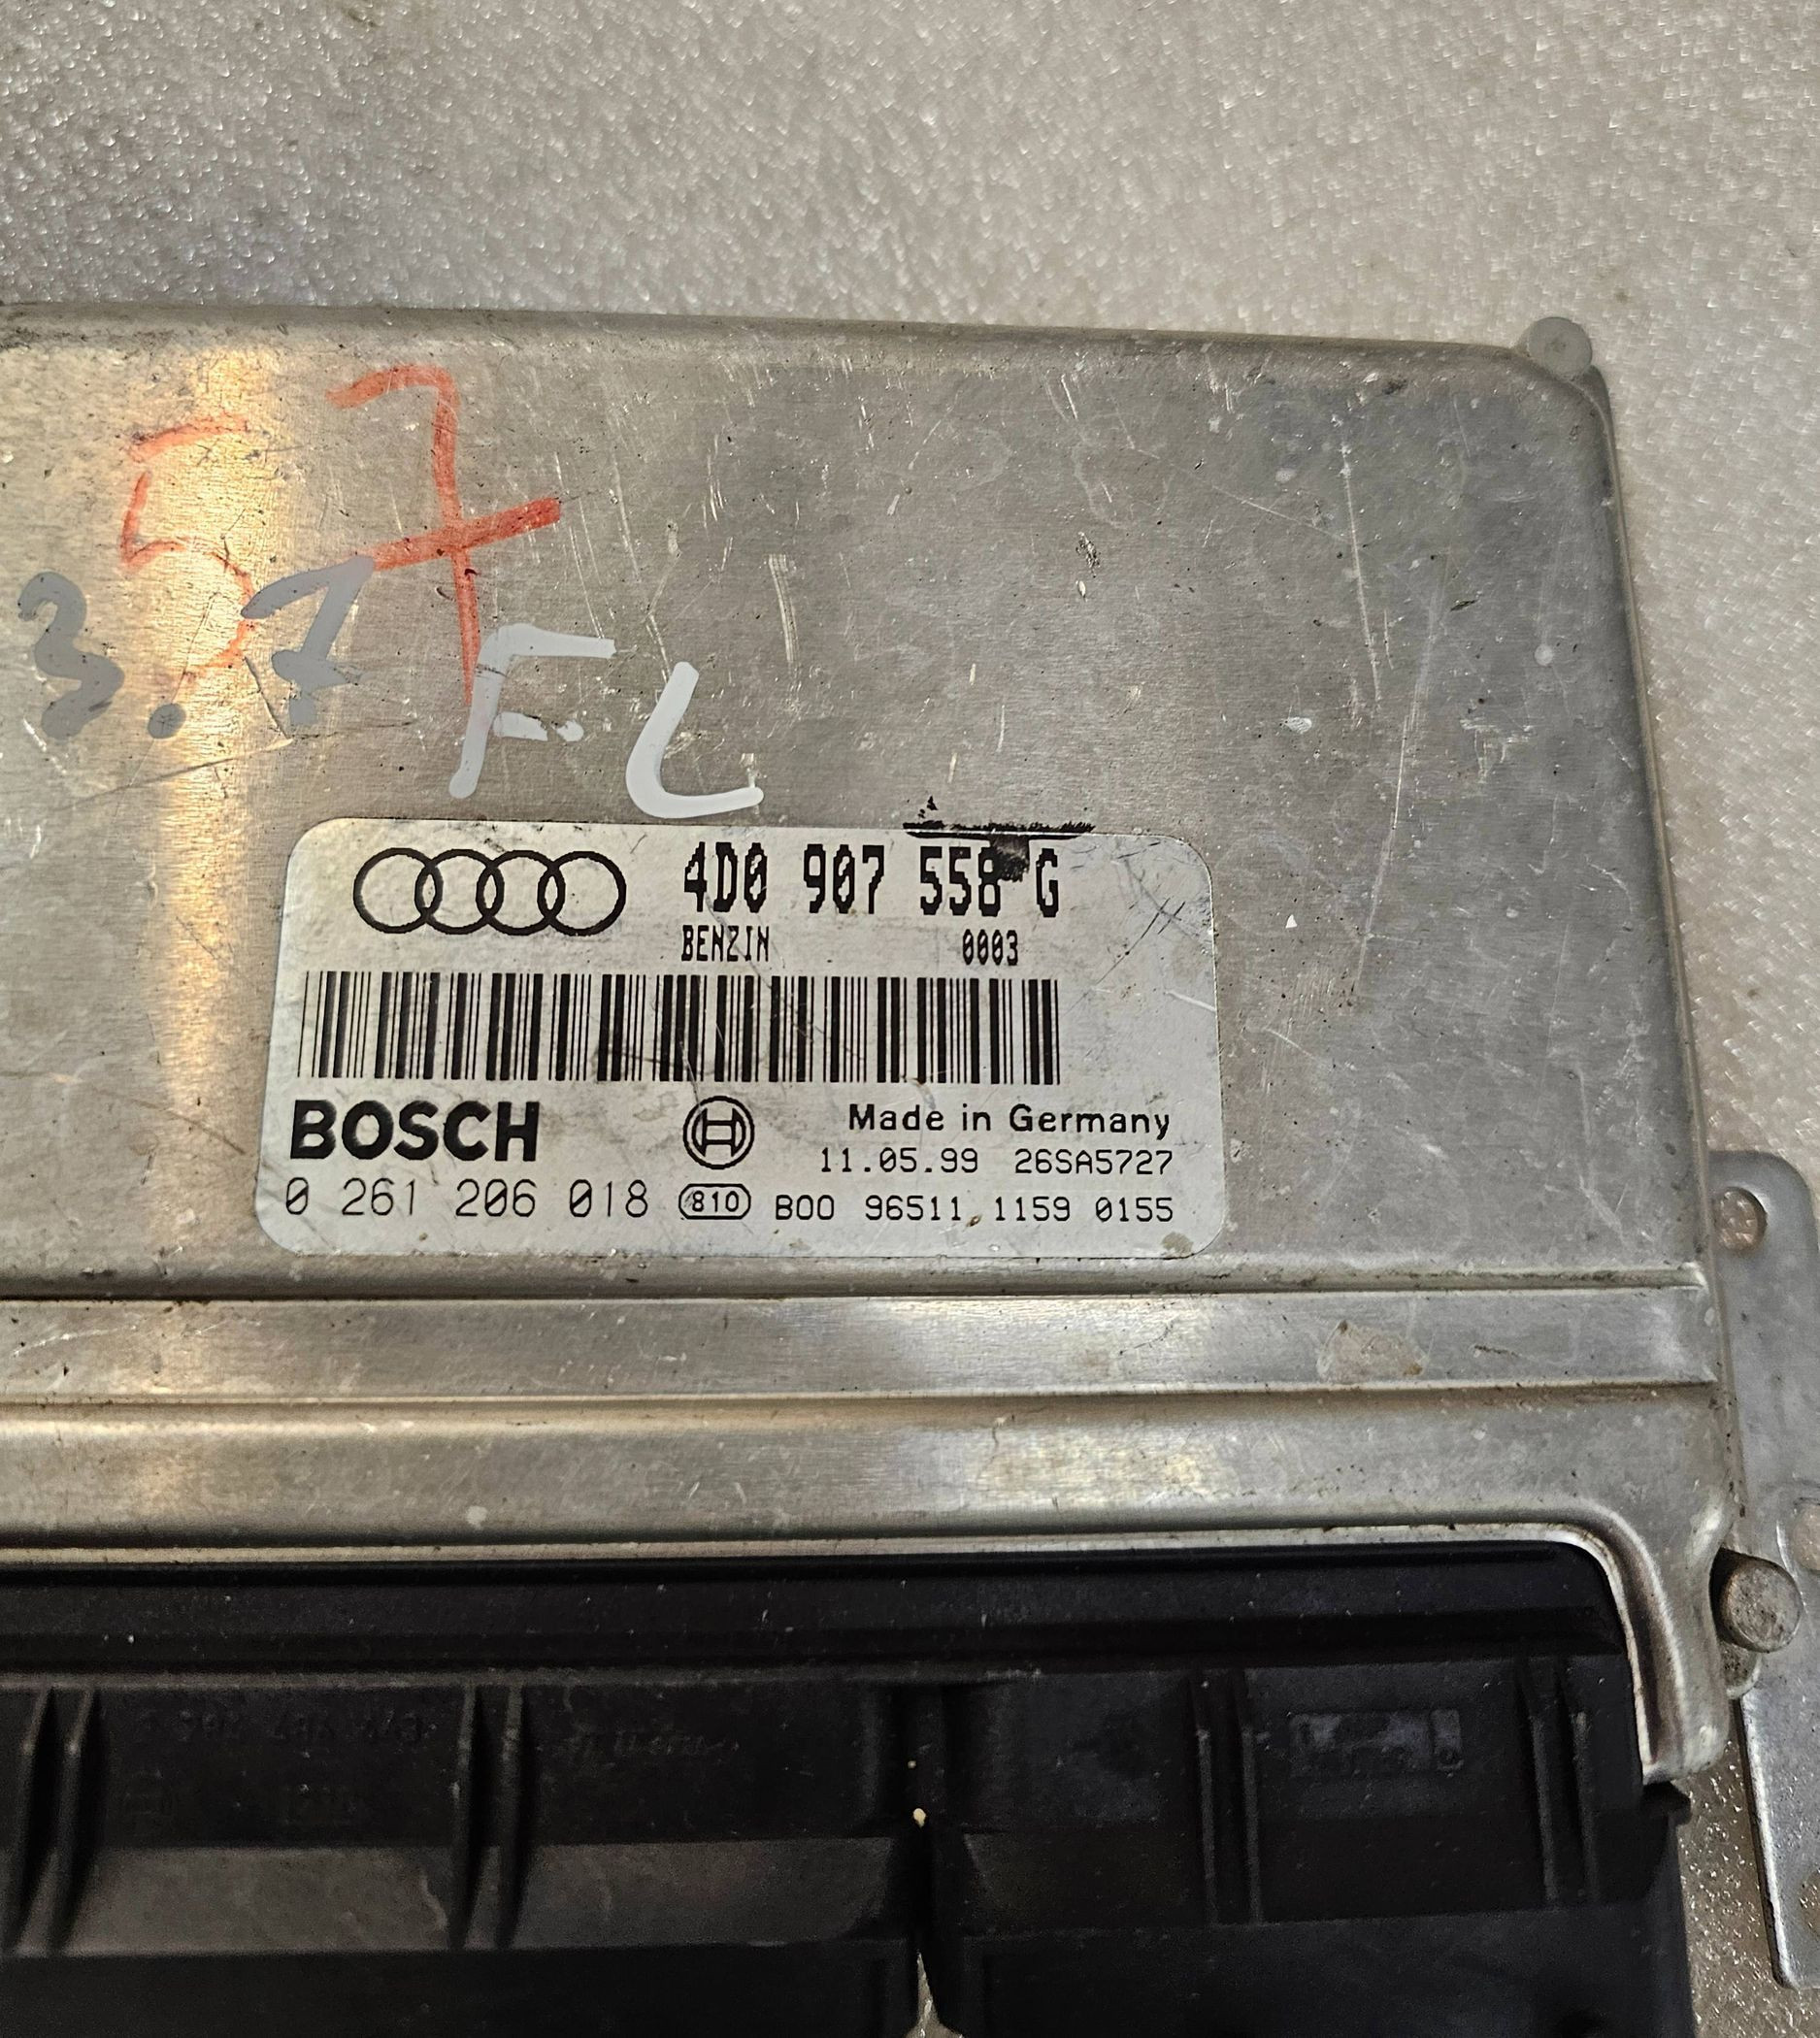 57
3.7
F.L
4D0 907 558 G
BENZIN 0003
BOSCH Made in Germany
11.05.99 26SA5727
0 261 206 018 810 B00 96511 1159 0155